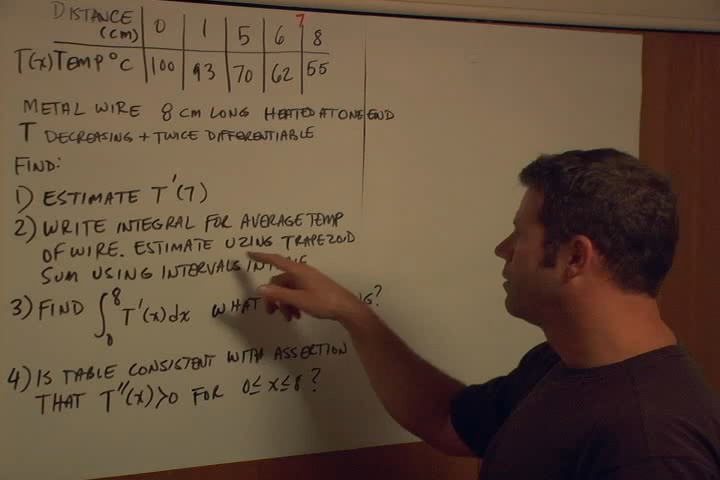 DISTANCE (cm) 0 1 5 6 7 8
T(x) TEMP °C 100 93 70 62 55
METAL WIRE 8 CM LONG HEATED AT ONE END
T DECREASING + TWICE DIFFERENTIABLE
FIND:
1) ESTIMATE T'(7)
2) WRITE INTEGRAL FOR AVERAGE TEMP
OF WIRE. ESTIMATE UZING TRAPEZOID
SUM USING INTERVALS IN
3) FIND ∫₀⁸ T'(x)dx WHAT ?
4) IS TABLE CONSISTENT WITH ASSERTION
THAT T''(x)>0 FOR 0≤x≤8?